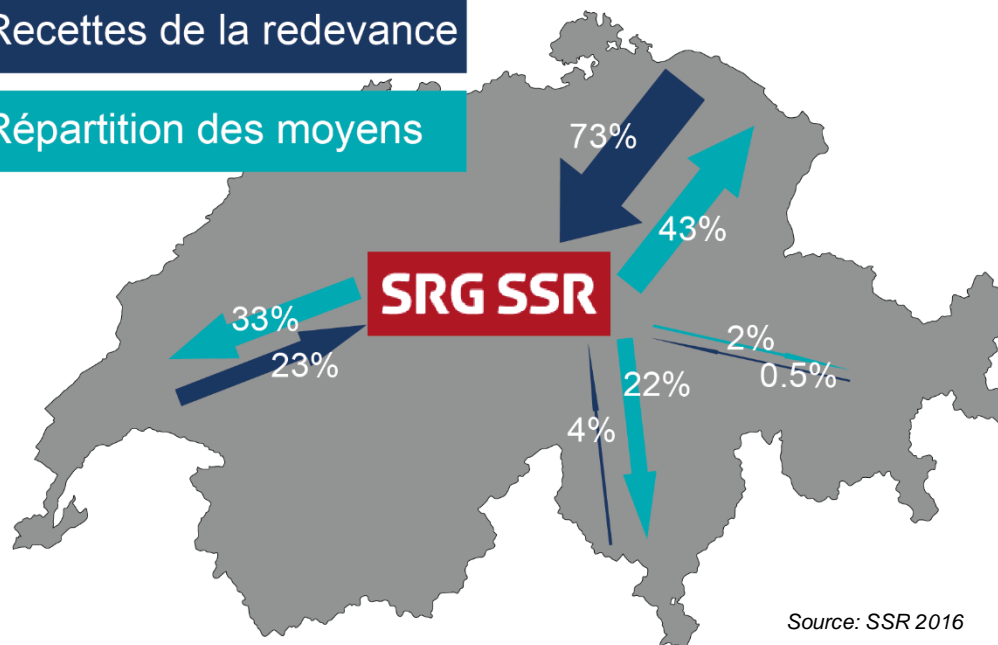 Recettes de la redevance
Répartition des moyens
73%
43%
SRG SSR
33%
23%
2%
0.5%
22%
4%
Source: SSR 2016